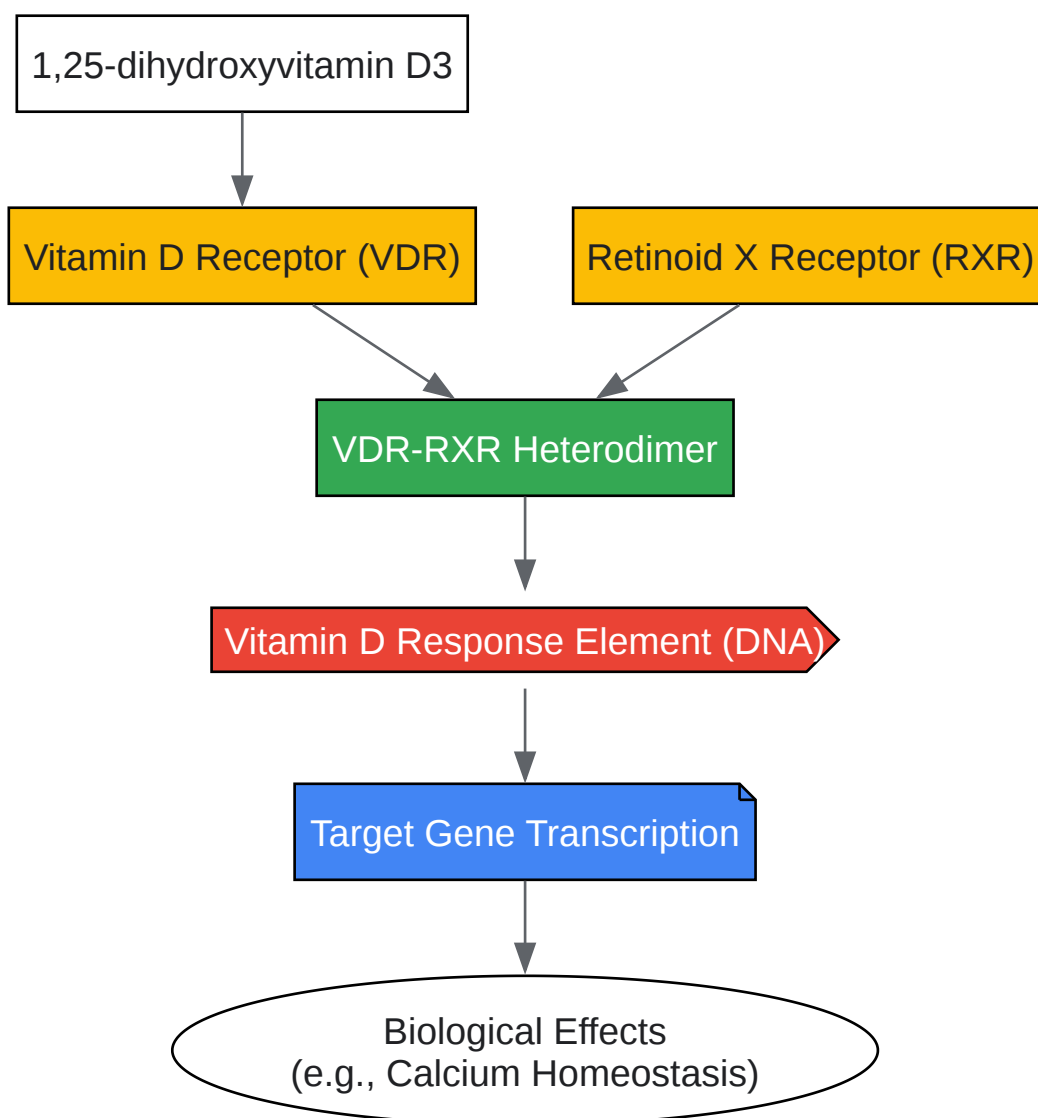 1,25-dihydroxyvitamin D3
Vitamin D Receptor (VDR)
Retinoid X Receptor (RXR)
VDR-RXR Heterodimer
Vitamin D Response Element (DNA)
Target Gene Transcription
Biological Effects
(e.g., Calcium Homeostasis)